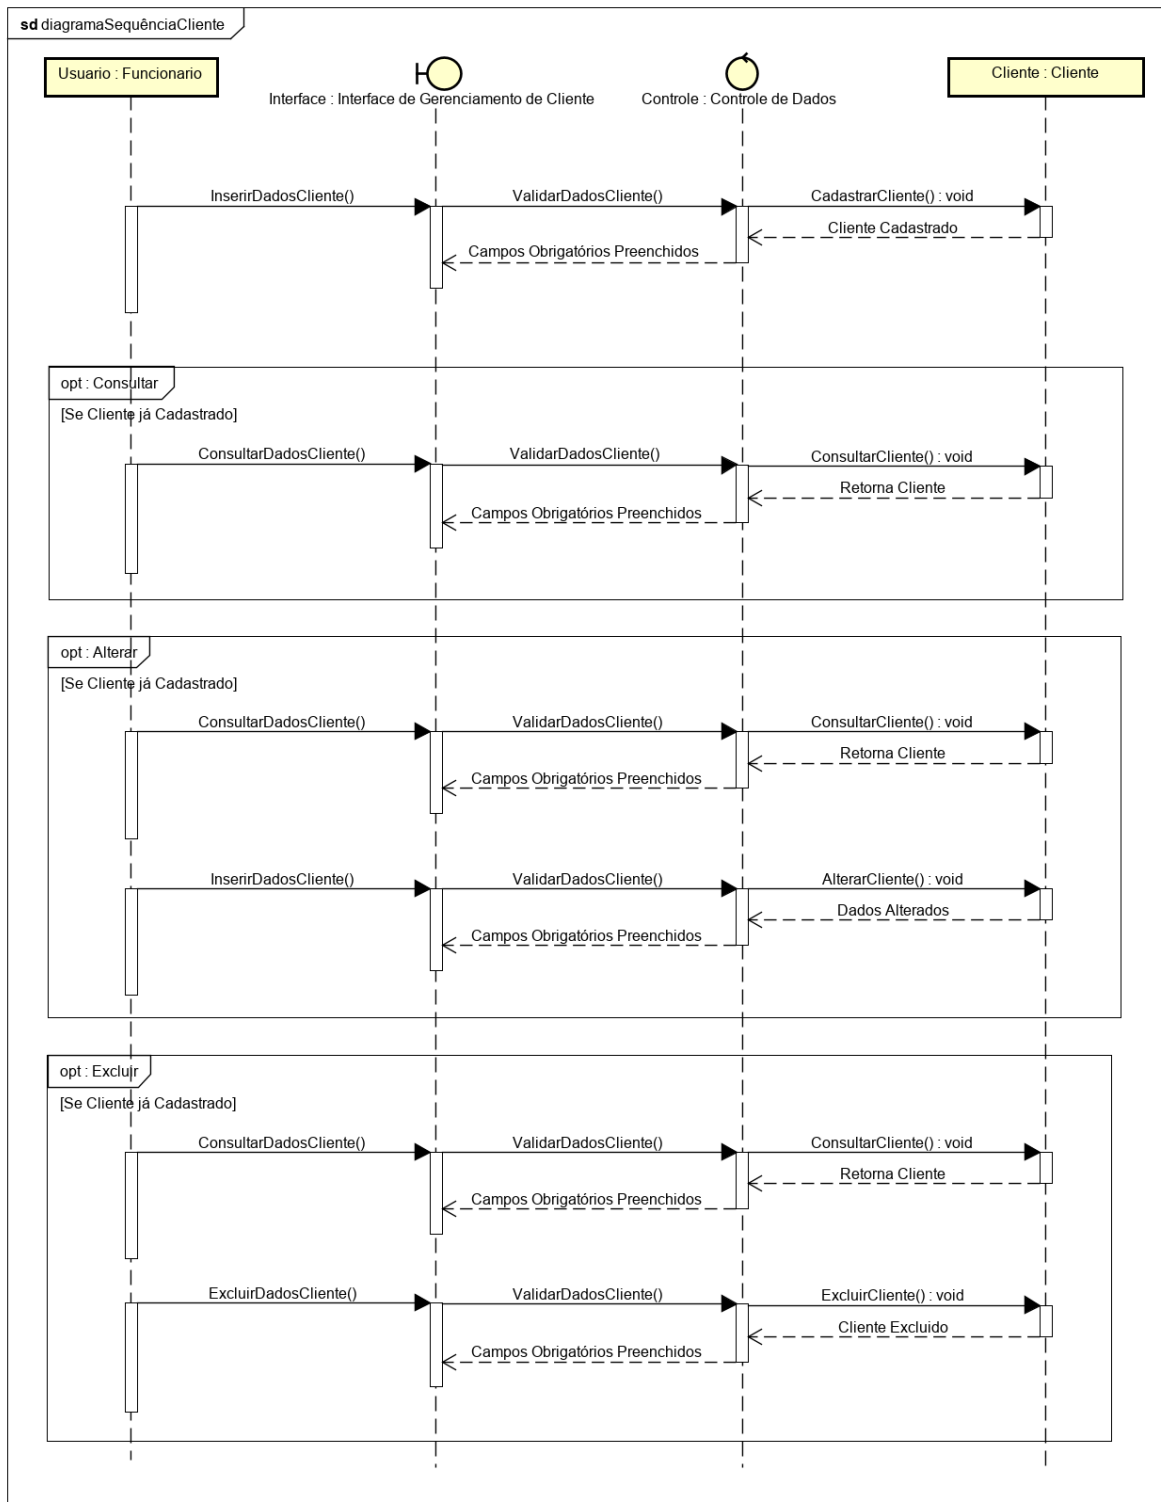 sd diagramaSequênciaCliente
Usuario : Funcionario
Interface : Interface de Gerenciamento de Cliente
Controle : Controle de Dados
Cliente : Cliente
InserirDadosCliente()
ValidarDadosCliente()
CadastrarCliente() : void
Cliente Cadastrado
Campos Obrigatórios Preenchidos
opt : Consultar
[Se Cliente já Cadastrado]
ConsultarDadosCliente()
ValidarDadosCliente()
ConsultarCliente() : void
Retorna Cliente
Campos Obrigatórios Preenchidos
opt : Alterar
[Se Cliente já Cadastrado]
ConsultarDadosCliente()
ValidarDadosCliente()
ConsultarCliente() : void
Retorna Cliente
Campos Obrigatórios Preenchidos
InserirDadosCliente()
ValidarDadosCliente()
AlterarCliente() : void
Dados Alterados
Campos Obrigatórios Preenchidos
opt : Excluir
[Se Cliente já Cadastrado]
ConsultarDadosCliente()
ValidarDadosCliente()
ConsultarCliente() : void
Retorna Cliente
Campos Obrigatórios Preenchidos
ExcluirDadosCliente()
ValidarDadosCliente()
ExcluirCliente() : void
Cliente Excluido
Campos Obrigatórios Preenchidos